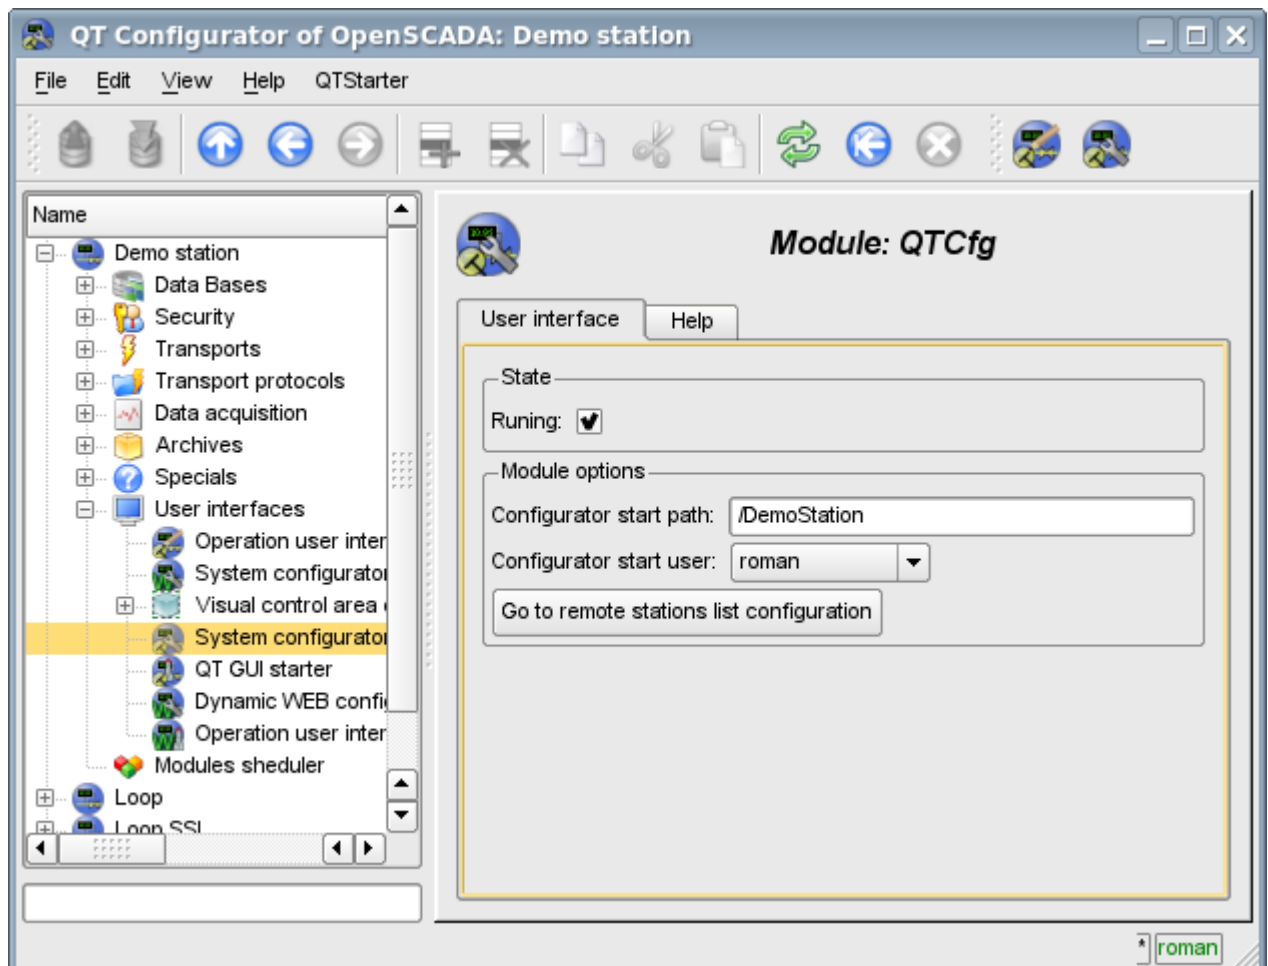 QT Configurator of OpenSCADA: Demo station
File Edit View Help QTStarter
Name
Demo station
Data Bases
Security
Transports
Transport protocols
Data acquisition
Archives
Specials
User interfaces
Operation user inter
System configurator
Visual control area
System configurator
QT GUI starter
Dynamic WEB confi
Operation user inter
Modules sheduler
Loop
Loop SSL
Module: QTCfg
User interface Help
State
Runing:
Module options
Configurator start path: /DemoStation
Configurator start user: roman
Go to remote stations list configuration
* roman